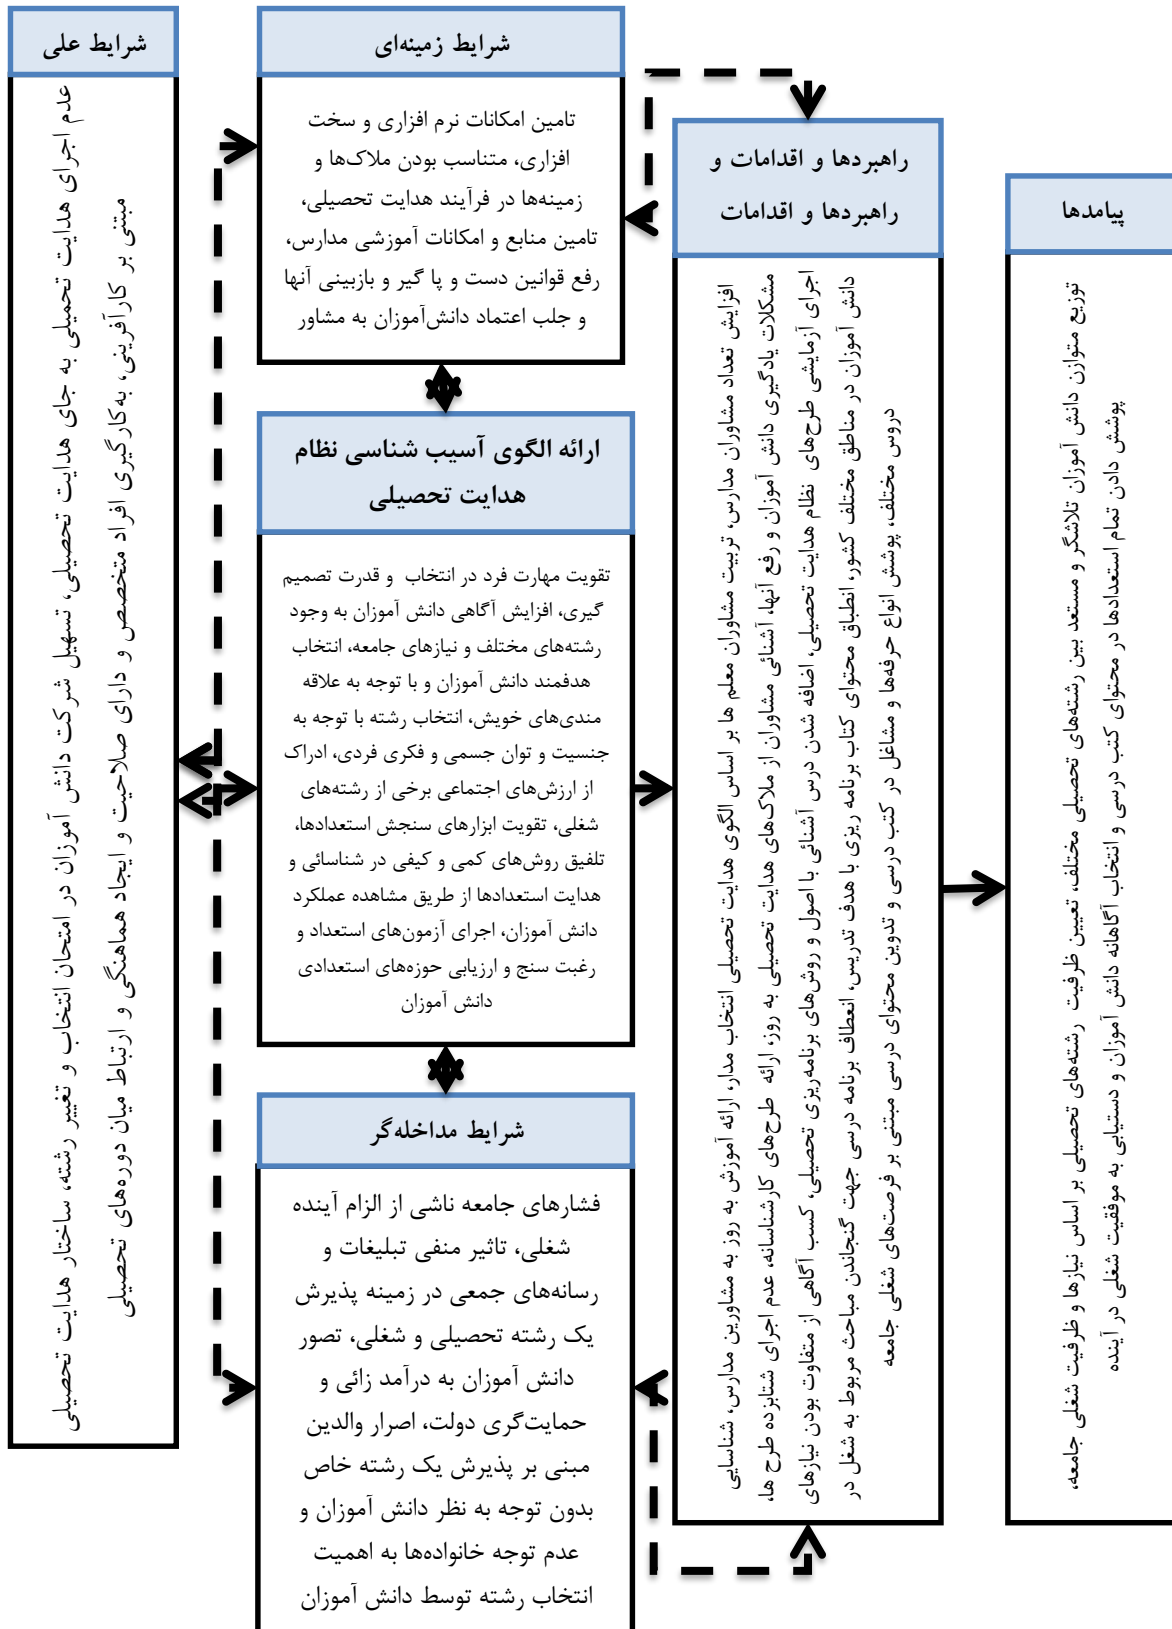 شرایط علی
عدم اجرای هدایت تحمیلی به جای هدایت تحصیلی، تسهیل شرکت دانش آموزان در امتحان انتخاب و تغییر رشته، ساختار هدایت تحصیلی
مبتنی بر کارآفرینی، به‌کارگیری افراد متخصص و دارای صلاحیت و ایجاد هماهنگی و ارتباط میان دوره‌های تحصیلی
شرایط زمینه‌ای
تامین امکانات نرم افزاری و سخت
افزاری، متناسب بودن ملاک‌ها و
زمینه‌ها در فرآیند هدایت تحصیلی،
تامین منابع و امکانات آموزشی مدارس،
رفع قوانین دست و پا گیر و بازبینی آنها
و جلب اعتماد دانش‌آموزان به مشاور
ارائه الگوی آسیب شناسی نظام
هدایت تحصیلی
تقویت مهارت فرد در انتخاب و قدرت تصمیم
گیری، افزایش آگاهی دانش آموزان به وجود
رشته‌های مختلف و نیازهای جامعه، انتخاب
هدفمند دانش آموزان و با توجه به علاقه
مندی‌های خویش، انتخاب رشته با توجه به
جنسیت و توان جسمی و فکری فردی، ادراک
از ارزش‌های اجتماعی برخی از رشته‌های
شغلی، تقویت ابزارهای سنجش استعدادها،
تلفیق روش‌های کمی و کیفی در شناسائی و
هدایت استعدادها از طریق مشاهده عملکرد
دانش آموزان، اجرای آزمون‌های استعداد و
رغبت سنج و ارزیابی حوزه‌های استعدادی
دانش آموزان
شرایط مداخله‌گر
فشارهای جامعه ناشی از الزام آینده
شغلی، تاثیر منفی تبلیغات و
رسانه‌های جمعی در زمینه پذیرش
یک رشته تحصیلی و شغلی، تصور
دانش آموزان به درآمد زائی و
حمایت‌گری دولت، اصرار والدین
مبنی بر پذیرش یک رشته خاص
بدون توجه به نظر دانش آموزان و
عدم توجه خانواده‌ها به اهمیت
انتخاب رشته توسط دانش آموزان
راهبردها و اقدامات و
راهبردها و اقدامات
افزایش تعداد مشاوران مدارس، تربیت مشاوران معلم ها بر اساس الگوی هدایت تحصیلی انتخاب مدار، ارائه آموزش به روز به مشاورین مدارس، شناسایی
مشکلات یادگیری دانش آموزان و رفع آنها، آشنائی مشاوران از ملاک‌های هدایت تحصیلی به روز، ارائه طرح‌های کارشناسانه، عدم اجرای شتابزده طرح ها،
اجرای آزمایشی طرح‌های نظام هدایت تحصیلی، اضافه شدن درس آشنائی با اصول و روش‌های برنامه‌ریزی تحصیلی، کسب آگاهی از متفاوت بودن نیازهای
دانش آموزان در مناطق مختلف کشور، انطباق محتوای کتاب برنامه ریزی با هدف تدریس، انعطاف برنامه درسی جهت گنجاندن مباحث مربوط به شغل در
دروس مختلف، پوشش انواع حرفه‌ها و مشاغل در کتب درسی و تدوین محتوای درسی مبتنی بر فرصت‌های شغلی جامعه
پیامدها
توزیع متوازن دانش آموزان تلاشگر و مستعد بین رشته‌های تحصیلی مختلف، تعیین ظرفیت رشته‌های تحصیلی بر اساس نیازها و ظرفیت شغلی جامعه،
پوشش دادن تمام استعدادها در محتوای کتب درسی و انتخاب آگاهانه دانش آموزان و دستیابی به موفقیت شغلی در آینده